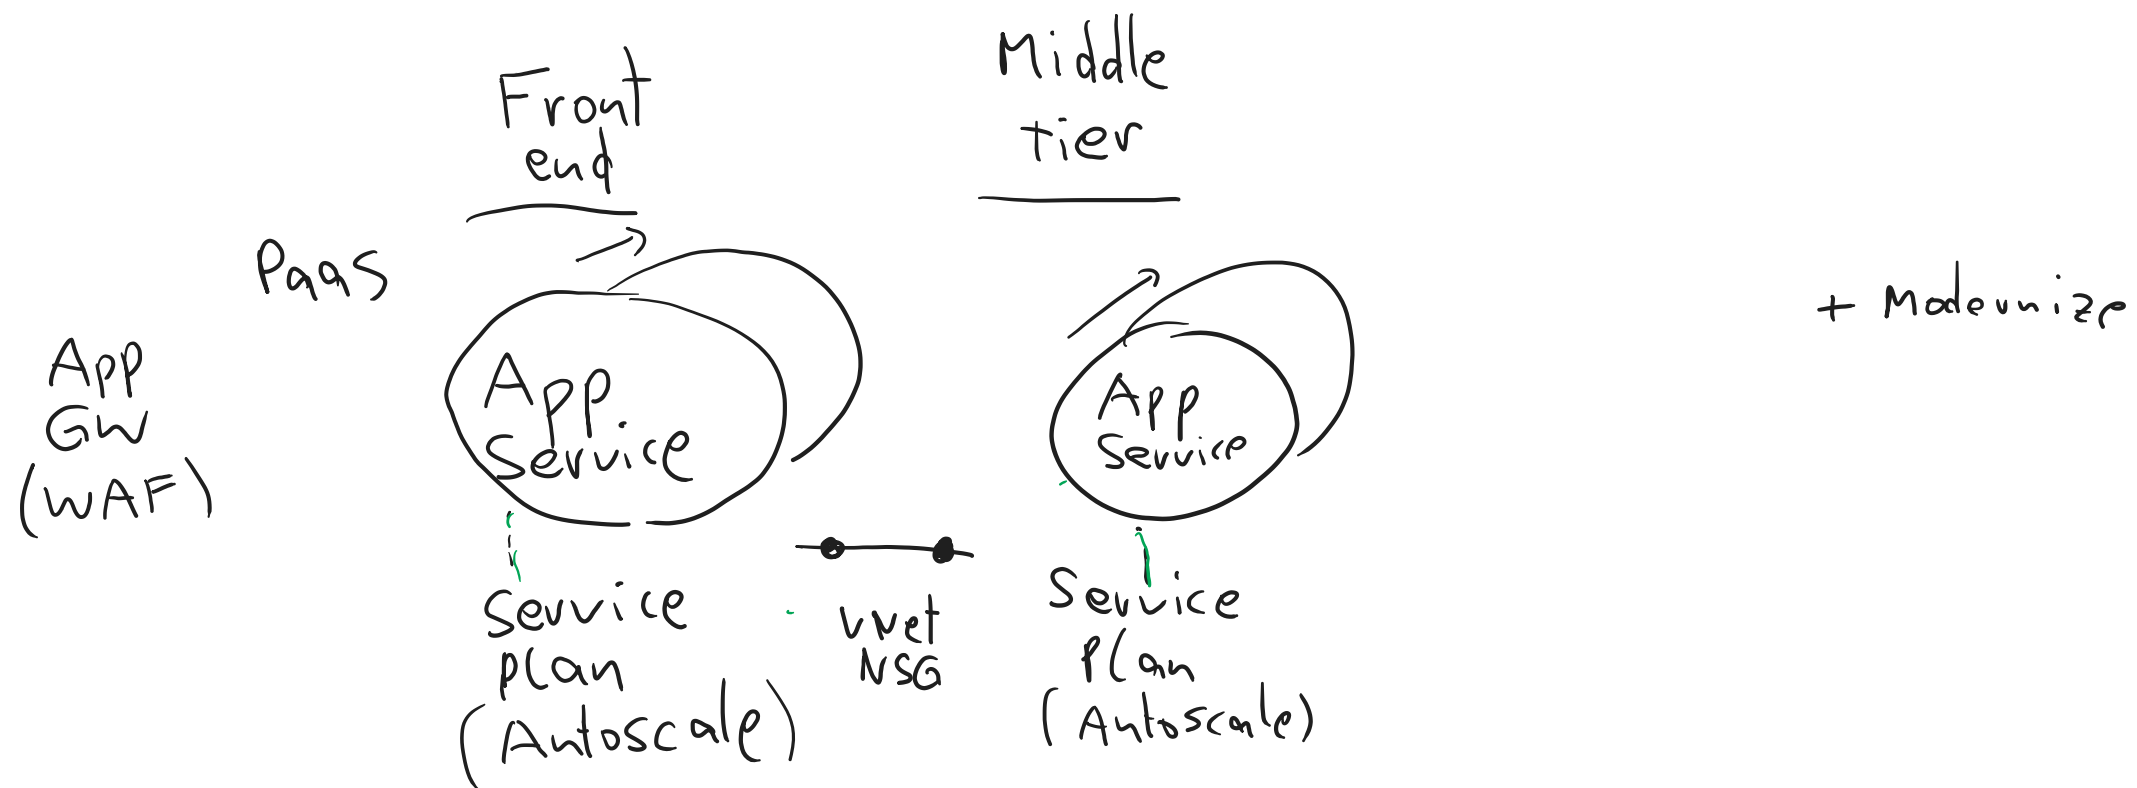 Front
end
Middle
tier
PaaS
+ Modernize
App
GW
(WAF)
App
Service
App
Service
Service
plan
(Autoscale)
vnet
NSG
Service
Plan
(Autoscale)